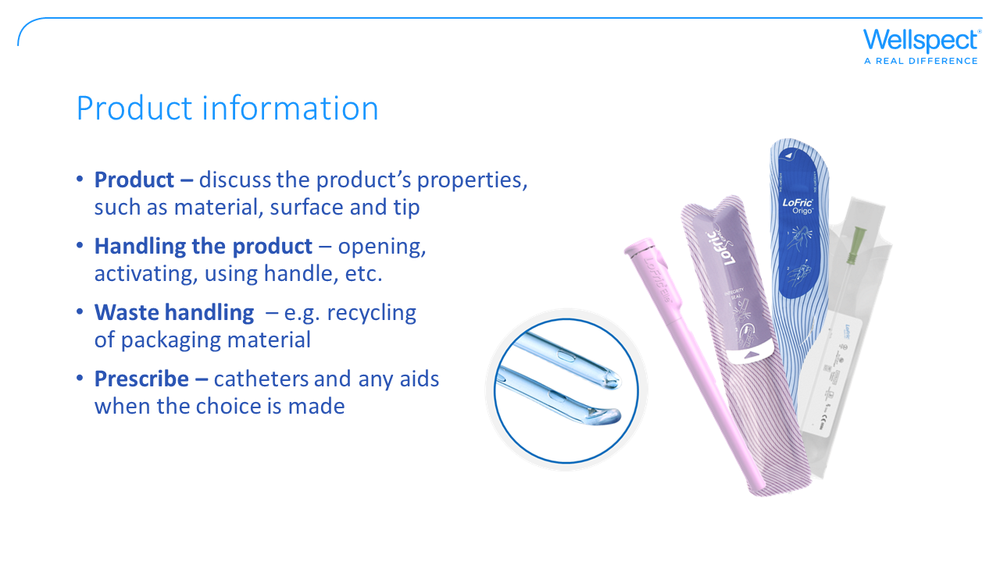 Wellspect®
A REAL DIFFERENCE
Product information
• Product – discuss the product’s properties,
such as material, surface and tip
• Handling the product – opening,
activating, using handle, etc.
• Waste handling – e.g. recycling
of packaging material
• Prescribe – catheters and any aids
when the choice is made
LoFric®
Origo™
LoFric
INTEGRITY
SEAL
LoFric